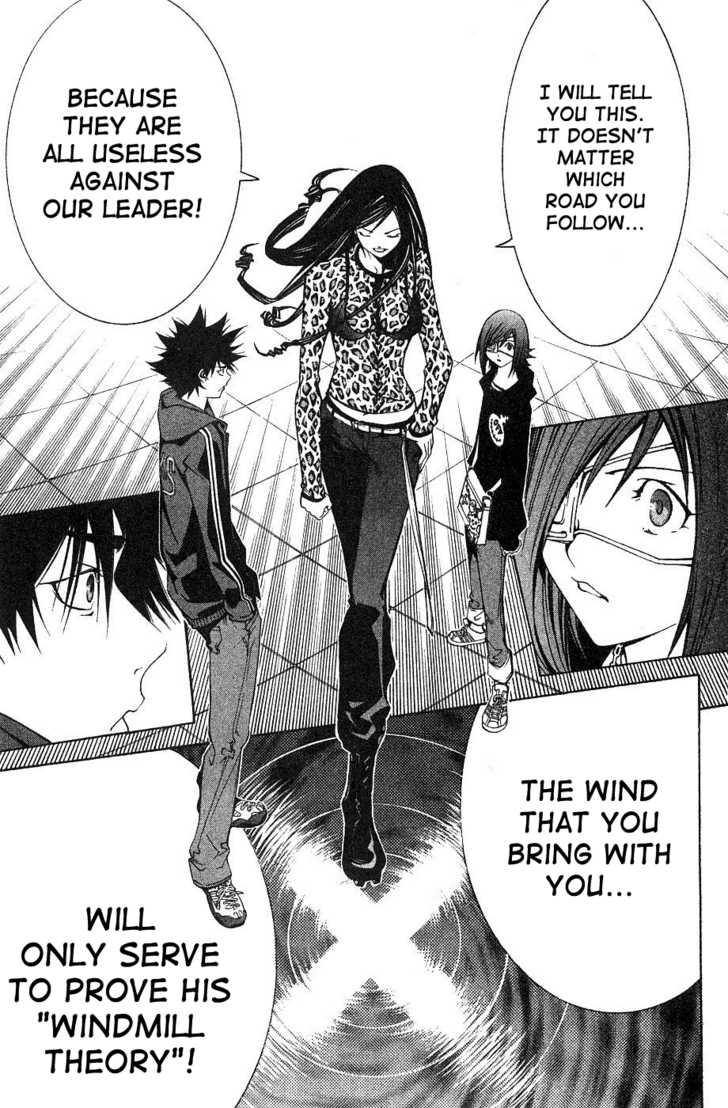 I WILL TELL
YOU THIS.
IT DOESN'T
MATTER
WHICH
ROAD YOU
FOLLOW...
BECAUSE
THEY ARE
ALL USELESS
AGAINST
OUR LEADER!
THE WIND
THAT YOU
BRING WITH
YOU...
WILL
ONLY SERVE
TO PROVE HIS
"WINDMILL
THEORY"!